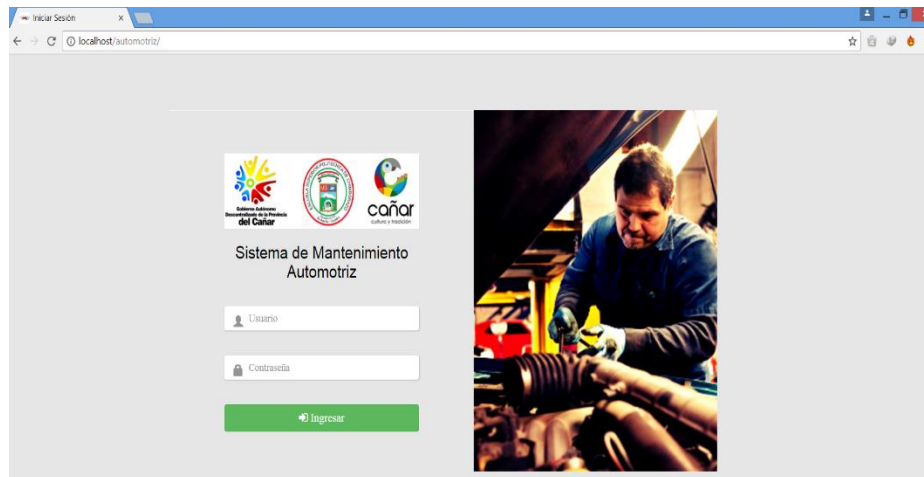 Iniciar Sesión
localhost/automotriz/
Gobierno Autónomo
Descentralizado de la Provincia
del Cañar
cañar
cultura y tradición
Sistema de Mantenimiento
Automotriz
Usuario
Contraseña
Ingresar